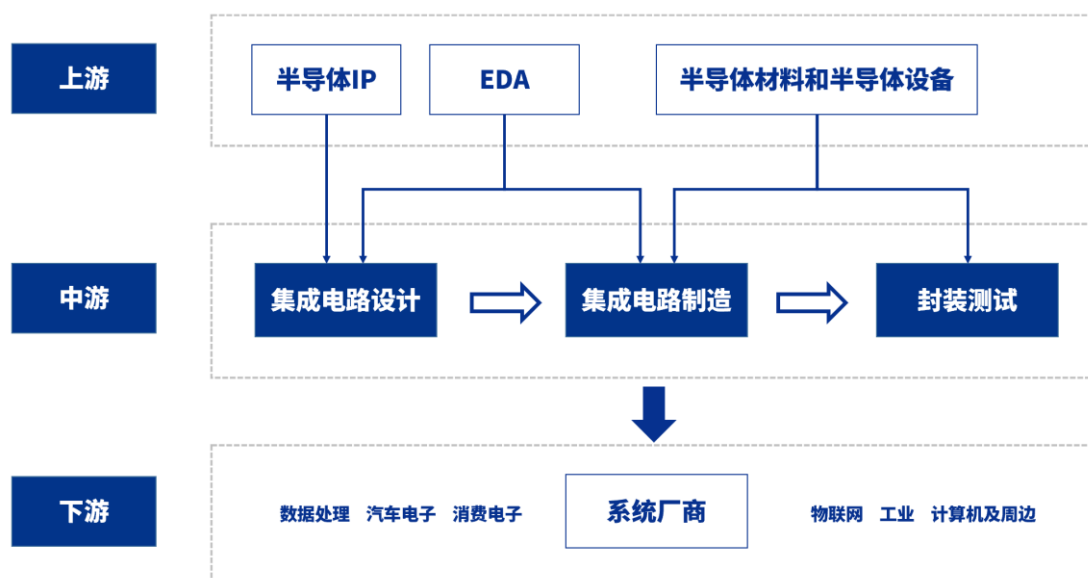 上游
半导体IP
EDA
半导体材料和半导体设备
中游
集成电路设计
集成电路制造
封装测试
下游
数据处理 汽车电子 消费电子
系统厂商
物联网 工业 计算机及周边